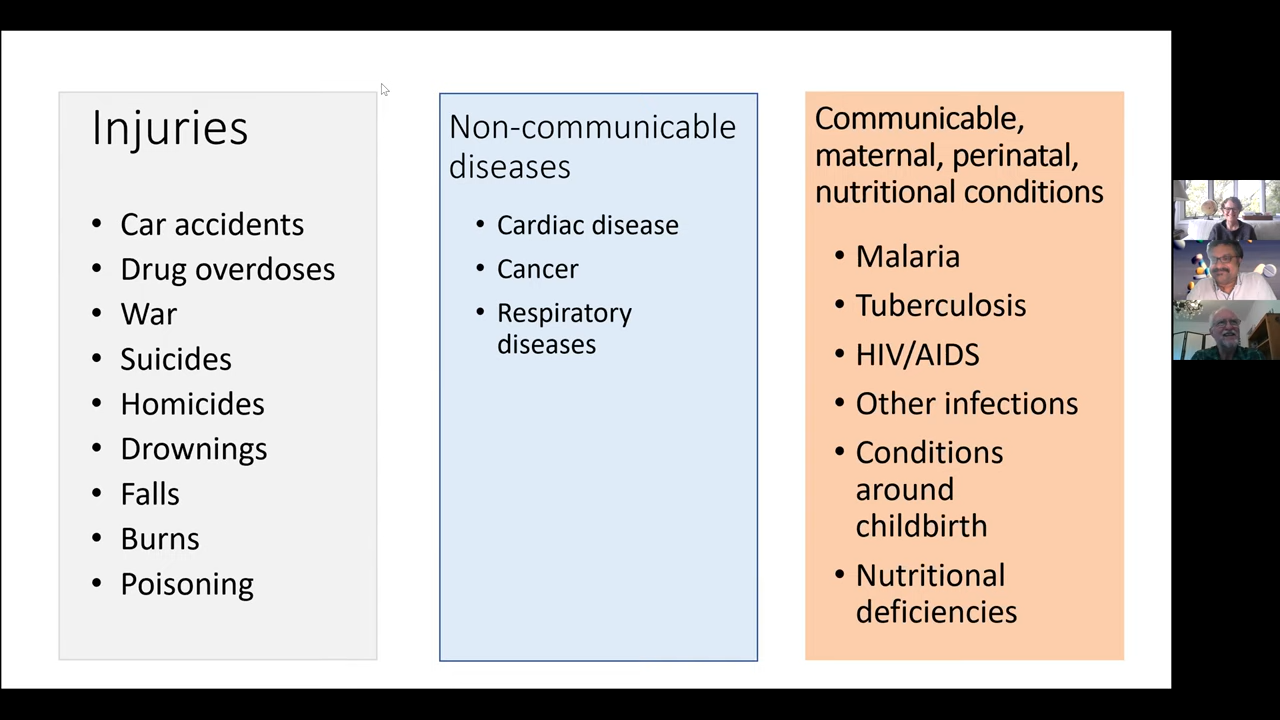 Injuries
• Car accidents
• Drug overdoses
• War
• Suicides
• Homicides
• Drownings
• Falls
• Burns
• Poisoning
Non-communicable
diseases
• Cardiac disease
• Cancer
• Respiratory
diseases
Communicable,
maternal, perinatal,
nutritional conditions
• Malaria
• Tuberculosis
• HIV/AIDS
• Other infections
• Conditions
around
childbirth
• Nutritional
deficiencies